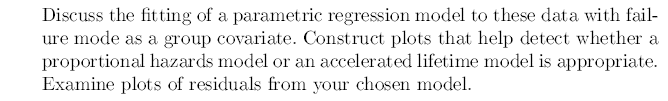 Discuss the fitting of a parametric regression model to these data with fail-
ure mode as a group covariate. Construct plots that help detect whether a
proportional hazards model or an accelerated lifetime model is appropriate.
Examine plots of residuals from your chosen model.